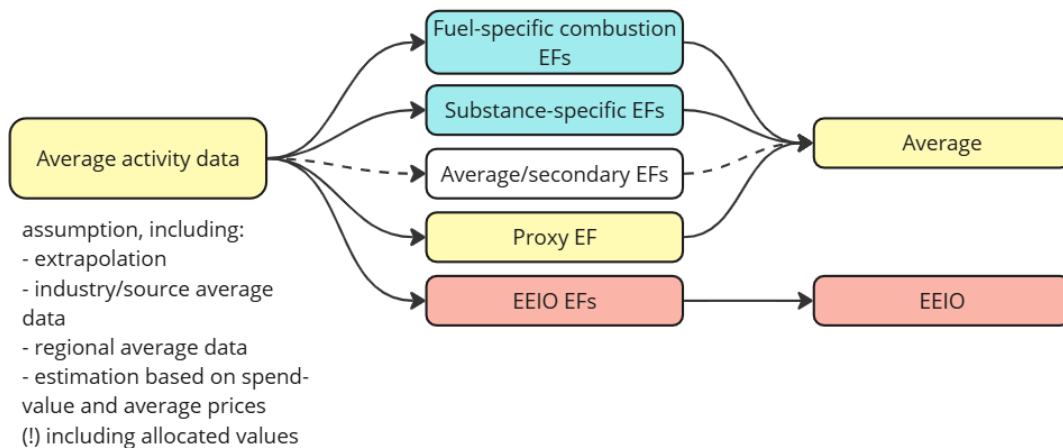 Fuel-specific combustion
EFs
Substance-specific EFs
Average activity data
Average/secondary EFs
Average
Proxy EF
EEIO EFs
EEIO
assumption, including:
- extrapolation
- industry/source average
data
- regional average data
- estimation based on spend-
value and average prices
(!) including allocated values